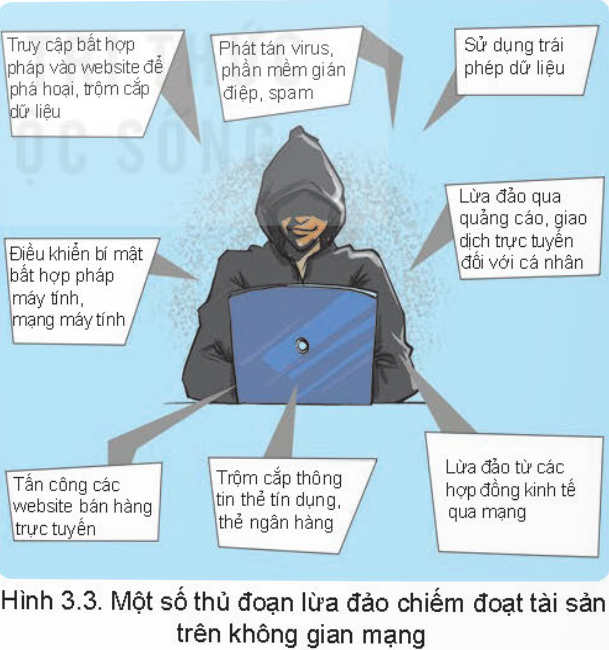 Truy cập bất hợp
pháp vào website để
phá hoại, trộm cắp
dữ liệu
Phát tán virus,
phần mềm gián
điệp, spam
Sử dụng trái
phép dữ liệu
Điều khiển bí mật
bất hợp pháp
máy tính,
mạng máy tính
Lừa đảo qua
quảng cáo, giao
dịch trực tuyến
đối với cá nhân
Tấn công các
website bán hàng
trực tuyến
Trộm cắp thông
tin thẻ tín dụng,
thẻ ngân hàng
Lừa đảo từ các
hợp đồng kinh tế
qua mạng
Hình 3.3. Một số thủ đoạn lừa đảo chiếm đoạt tài sản
trên không gian mạng